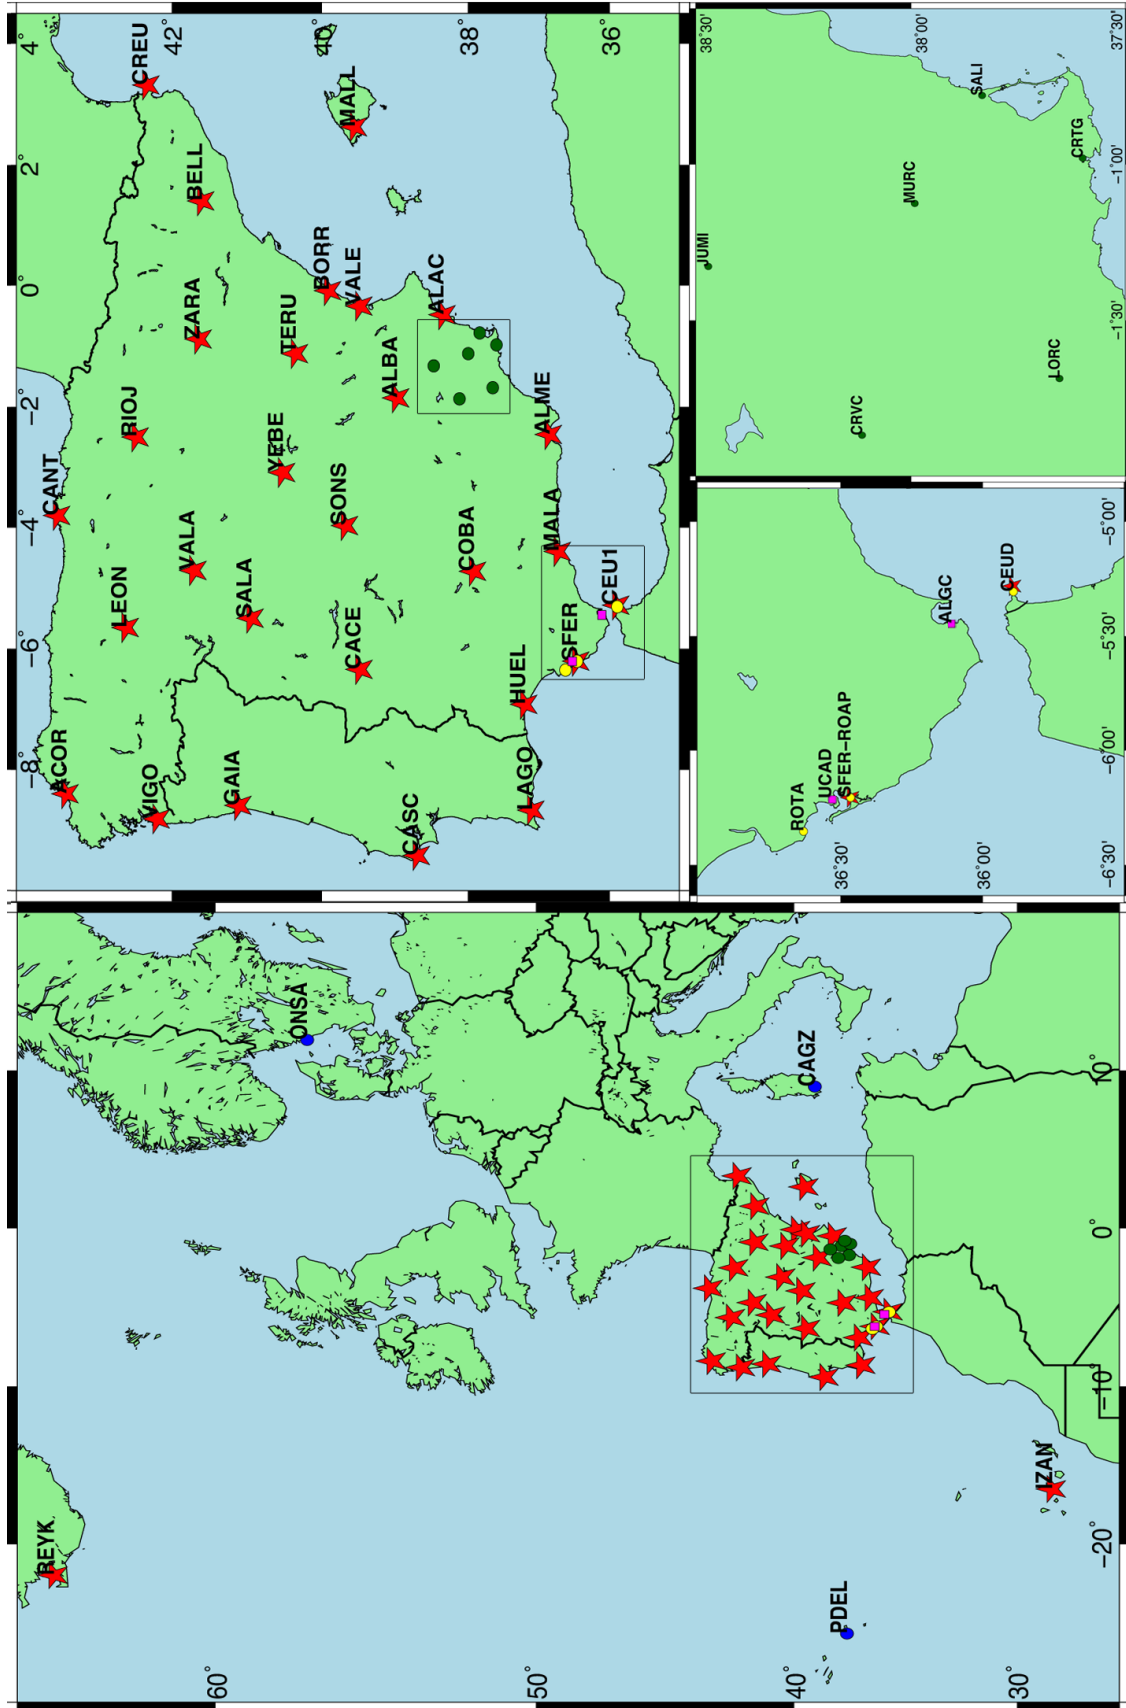 REYK
60°
ONSA
50°
CAGZ
40°
PDEL
30°
IZAN
−20°
−10°
0°
10°
−8°
−6°
−4°
−2°
0°
2°
4°
ACOR
CANT
LEON
RIOJ
CREU
VIGO
42°
VALA
ZARA
BELL
GAIA
SALA
YEBE
TERU
40°
BORR
SONS
CACE
VALE
MALL
ALBA
CASC
ALAC
COBA
38°
HUEL
LAGO
ALME
MALA
SFER
CEU1
36°
ROTA
UCAD
SFER−ROAP
36°30'
ALGC
36°00'
CEUD
−6°30'
−6°00'
−5°30'
−5°00'
JUMI
38°30'
CRVC
MURC
38°00'
SALI
LORC
CRTG
−1°30'
−1°00'
37°30'